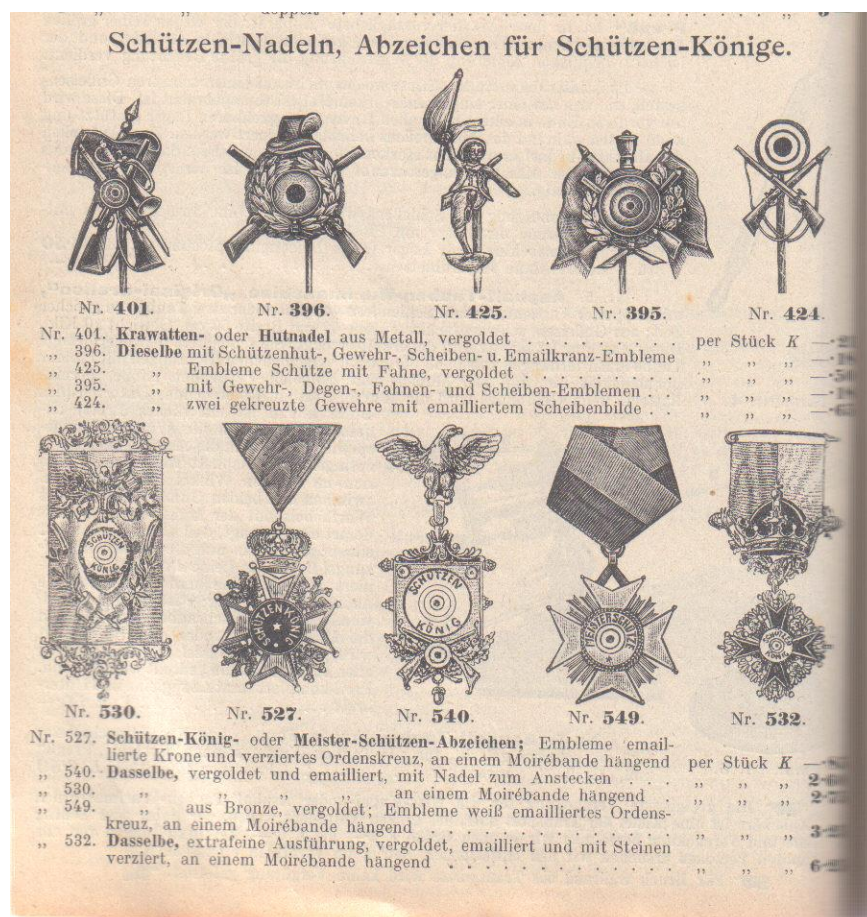 Schützen-Nadeln, Abzeichen für Schützen-Könige.
Nr. 401. Nr. 396. Nr. 425. Nr. 395. Nr. 424.
Nr. 401. Krawatten- oder Hutnadel aus Metall, vergoldet . . . . . . . . . . per Stück K
„ 396. Dieselbe mit Schützenhut-, Gewehr-, Scheiben- u. Emailkranz-Embleme „ „ „
„ 425. „ Embleme Schütze mit Fahne, vergoldet . . . . . . . . . „ „ „
„ 395. „ mit Gewehr-, Degen-, Fahnen- und Scheiben-Emblemen . . „ „ „
„ 424. „ zwei gekreuzte Gewehre mit emailliertem Scheibenbilde . . „ „ „
SCHÜTZEN KÖNIG
SCHÜTZENKÖNIG
SCHÜTZEN KÖNIG
MEISTERSCHÜTZE
SCHÜTZEN KÖNIG
Nr. 530. Nr. 527. Nr. 540. Nr. 549. Nr. 532.
Nr. 527. Schützen-König- oder Meister-Schützen-Abzeichen; Embleme email-
lierte Krone und verziertes Ordenskreuz, an einem Moirébande hängend per Stück K
„ 540. Dasselbe, vergoldet und emailliert, mit Nadel zum Anstecken . . . „ „ „
„ 530. „ „ „ „ an einem Moirébande hängend . „ „ „
„ 549. „ aus Bronze, vergoldet; Embleme weiß emailliertes Ordens-
kreuz, an einem Moirébande hängend . . . . . . . . . . . . . . „ „ „
„ 532. Dasselbe, extrafeine Ausführung, vergoldet, emailliert und mit Steinen
verziert, an einem Moirébande hängend . . . . . . . . . . . . . „ „ „